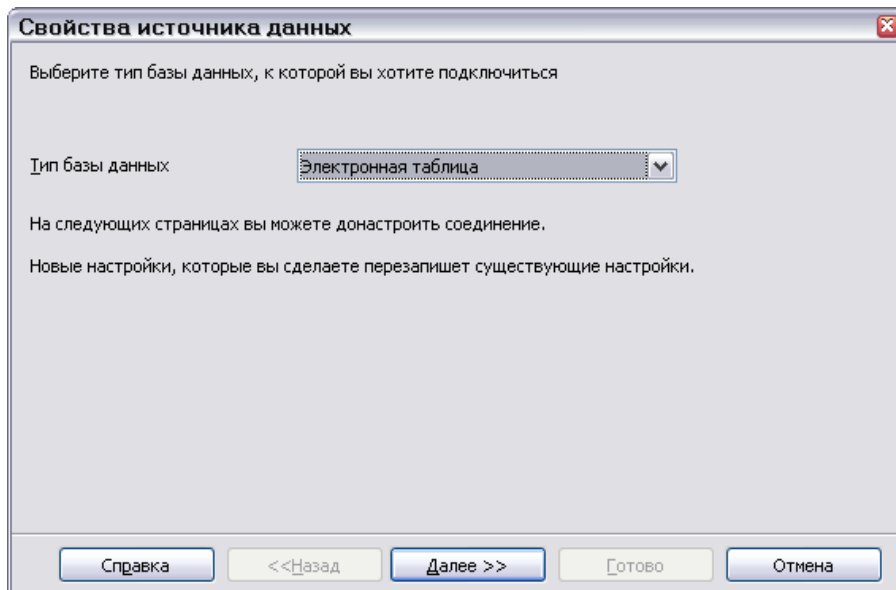 Свойства источника данных
Выберите тип базы данных, к которой вы хотите подключиться
Тип базы данных
Электронная таблица
На следующих страницах вы можете донастроить соединение.
Новые настройки, которые вы сделаете перезапишет существующие настройки.
Справка
<<Назад
Далее >>
Готово
Отмена